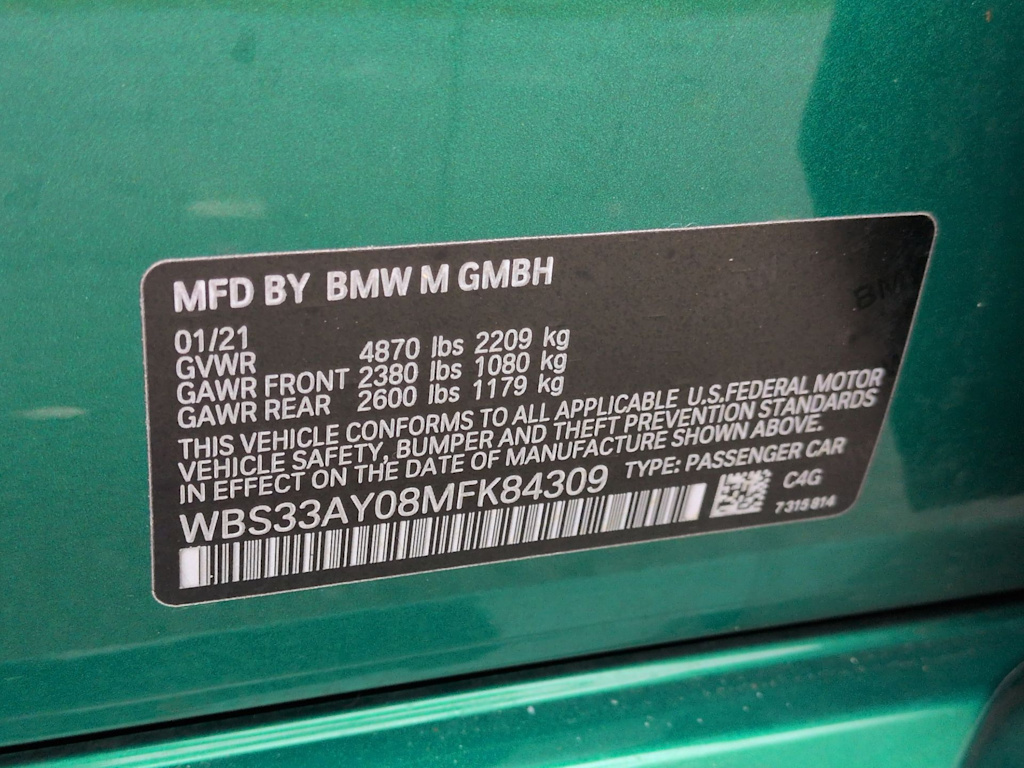 MFD BY BMW M GMBH
01/21
GVWR 4870 lbs 2209 kg
GAWR FRONT 2380 lbs 1080 kg
GAWR REAR 2600 lbs 1179 kg
THIS VEHICLE CONFORMS TO ALL APPLICABLE U.S.FEDERAL MOTOR
VEHICLE SAFETY, BUMPER AND THEFT PREVENTION STANDARDS
IN EFFECT ON THE DATE OF MANUFACTURE SHOWN ABOVE.
WBS33AY08MFK84309 TYPE: PASSENGER CAR
C4G
7315814
BMW